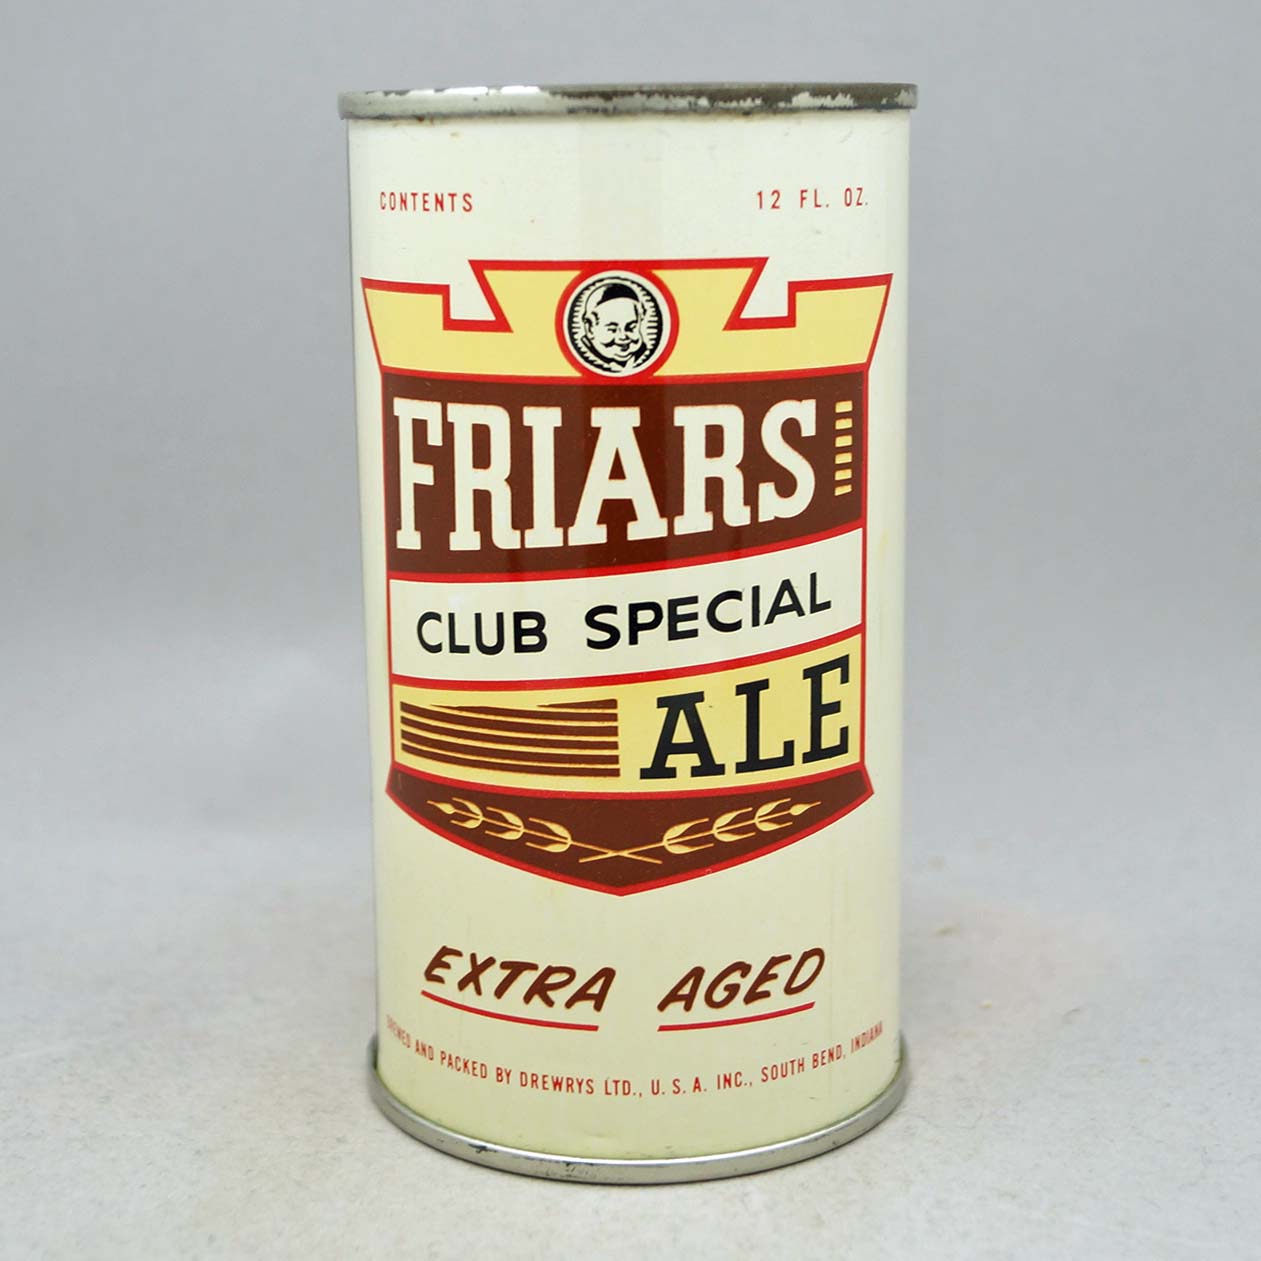 CONTENTS 12 FL. OZ.
FRIARS
CLUB SPECIAL
ALE
EXTRA AGED
BREWED AND PACKED BY DREWRYS LTD., U. S. A. INC., SOUTH BEND, INDIANA